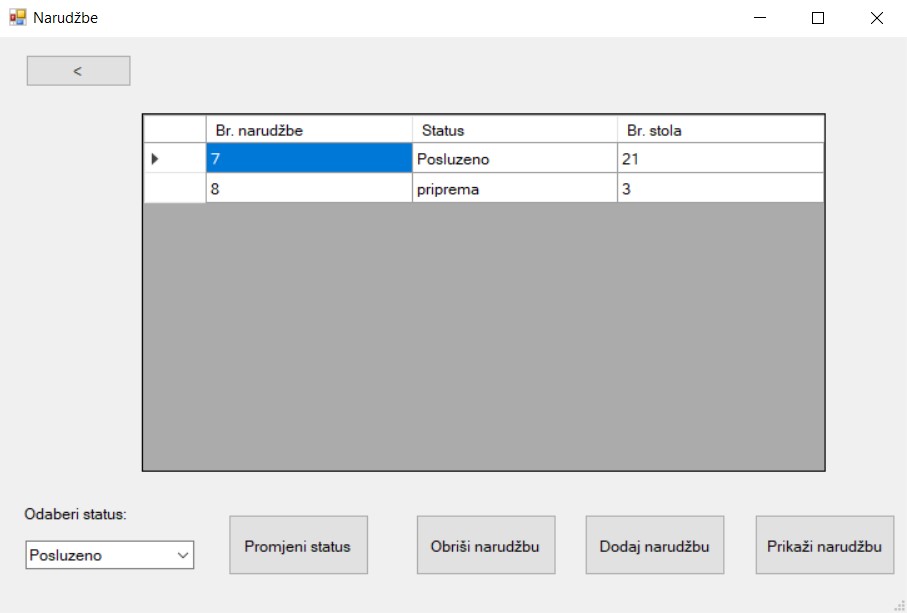 Narudžbe
<
Br. narudžbe Status Br. stola
7 Posluzeno 21
8 priprema 3
Odaberi status:
Posluzeno
Promjeni status Obriši narudžbu Dodaj narudžbu Prikaži narudžbu